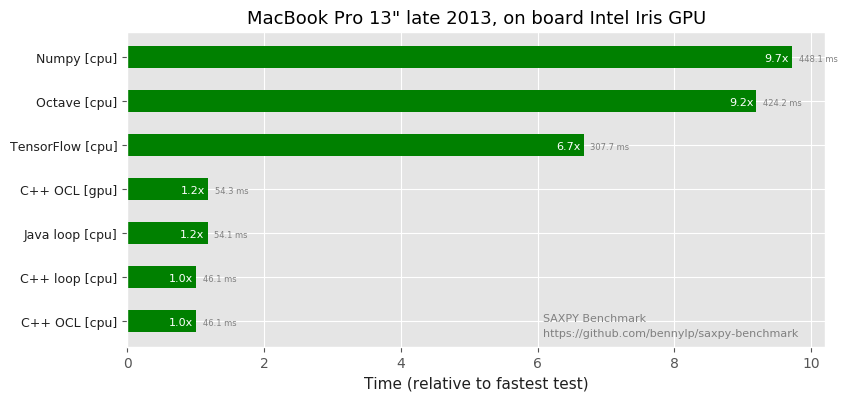 MacBook Pro 13" late 2013, on board Intel Iris GPU
Numpy [cpu] 9.7x 448.1 ms
Octave [cpu] 9.2x 424.2 ms
TensorFlow [cpu] 6.7x 307.7 ms
C++ OCL [gpu] 1.2x 54.3 ms
Java loop [cpu] 1.2x 54.1 ms
C++ loop [cpu] 1.0x 46.1 ms
C++ OCL [cpu] 1.0x 46.1 ms
SAXPY Benchmark
https://github.com/bennylp/saxpy-benchmark
0 2 4 6 8 10
Time (relative to fastest test)